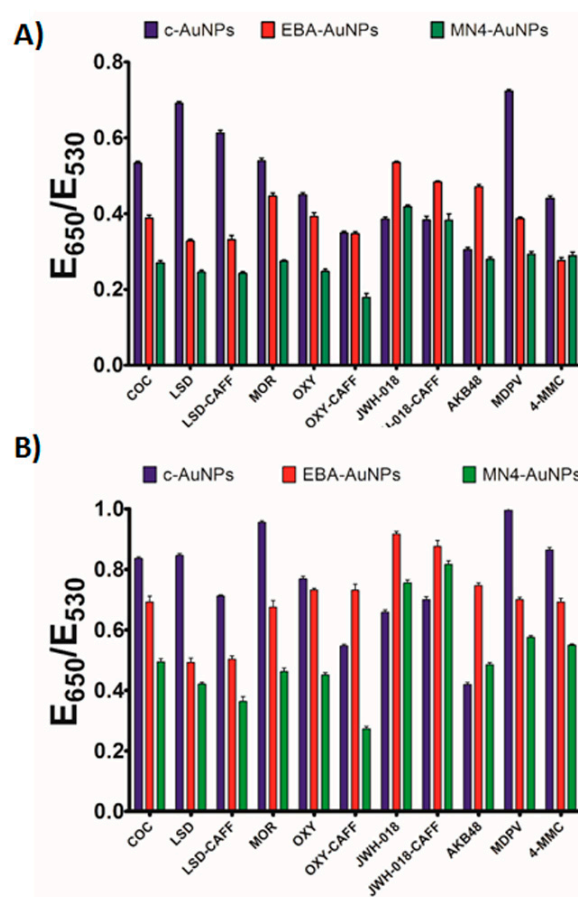 A)
c-AuNPs EBA-AuNPs MN4-AuNPs
E650/E530
0.8
0.6
0.4
0.2
0.0
COC LSD LSD-CAFF MOR OXY OXY-CAFF JWH-018 -018-CAFF AKB48 MDPV 4-MMC
B)
c-AuNPs EBA-AuNPs MN4-AuNPs
E650/E530
1.0
0.8
0.6
0.4
0.2
0.0
COC LSD LSD-CAFF MOR OXY OXY-CAFF JWH-018 JWH-018-CAFF AKB48 MDPV 4-MMC